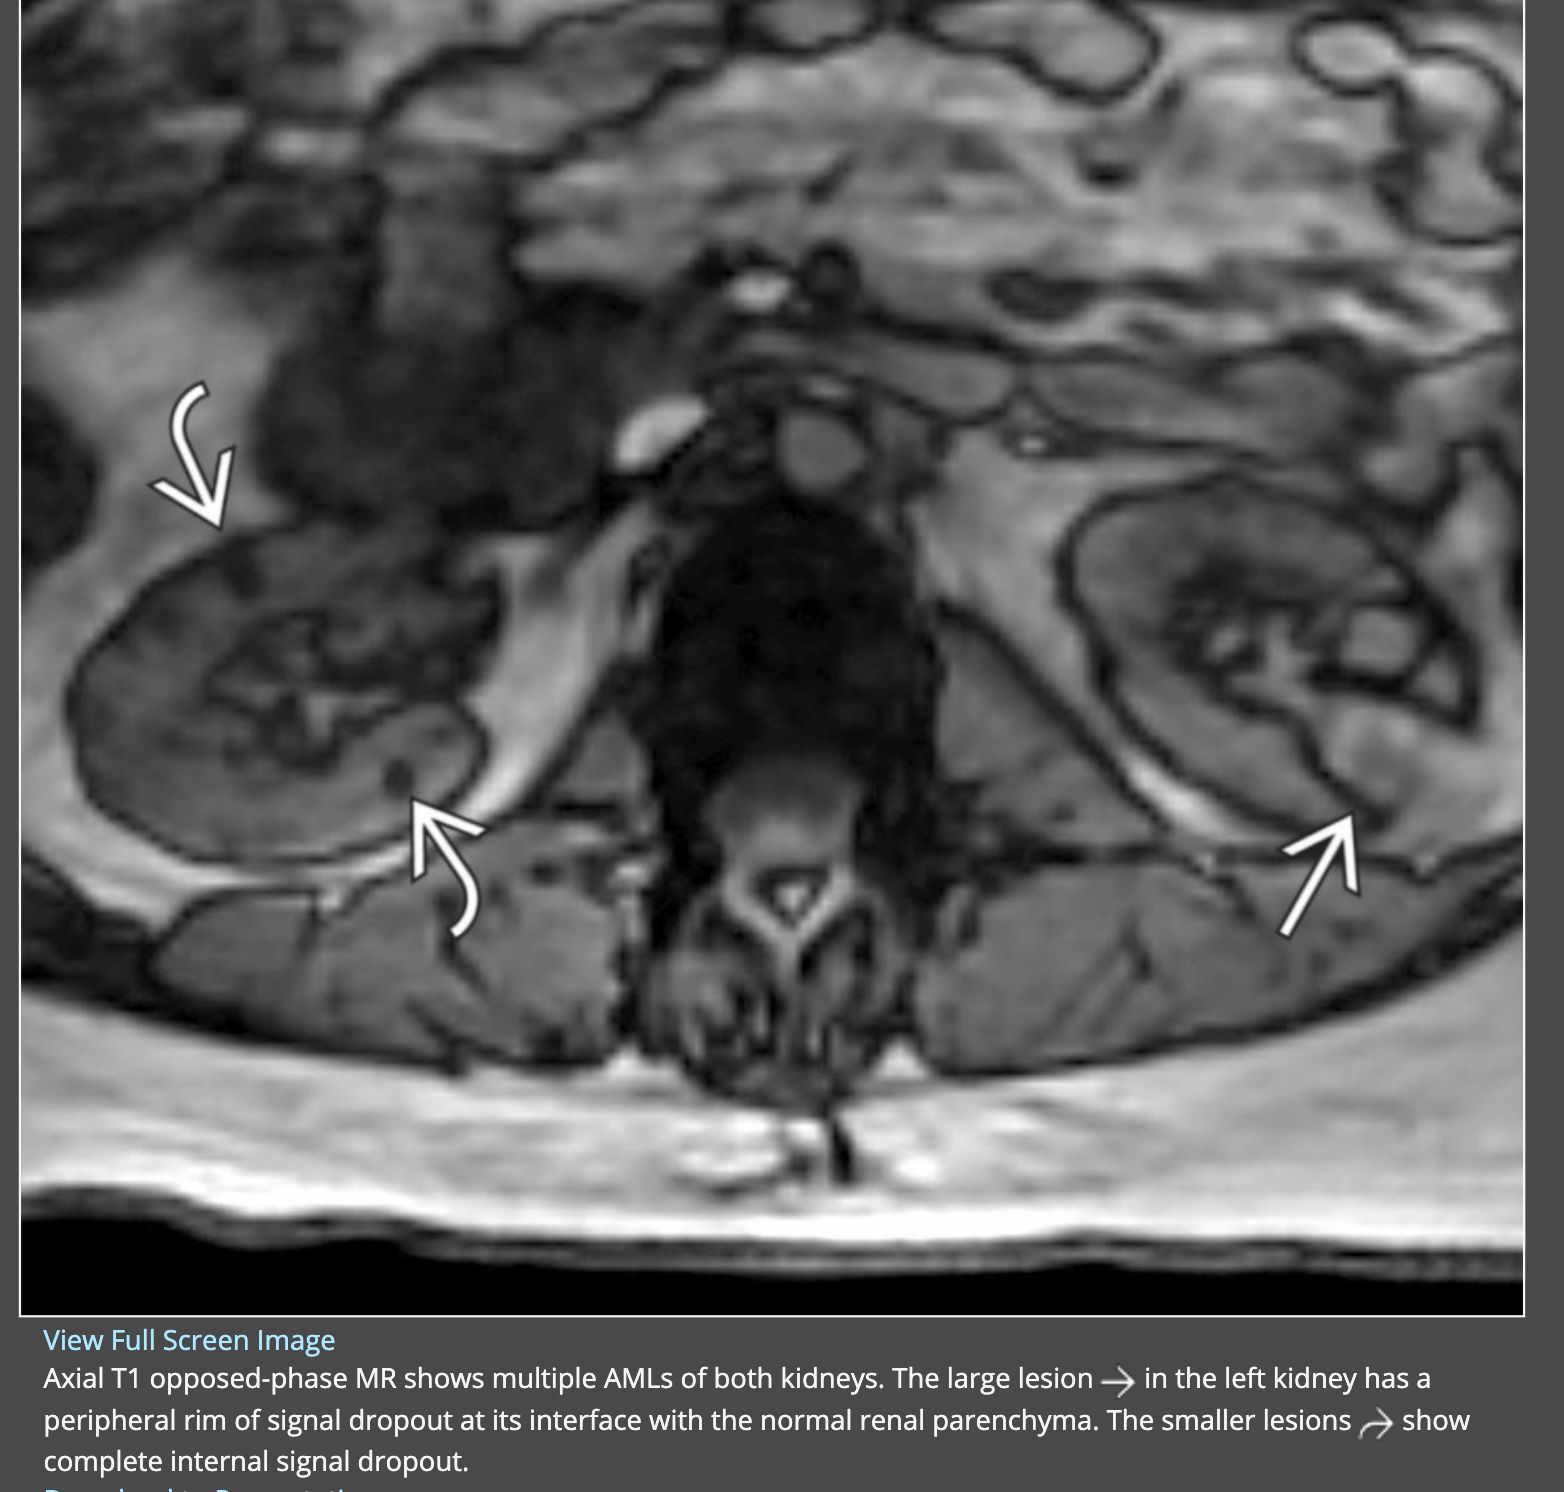 View Full Screen Image
Axial T1 opposed-phase MR shows multiple AMLs of both kidneys. The large lesion → in the left kidney has a
peripheral rim of signal dropout at its interface with the normal renal parenchyma. The smaller lesions show
complete internal signal dropout.